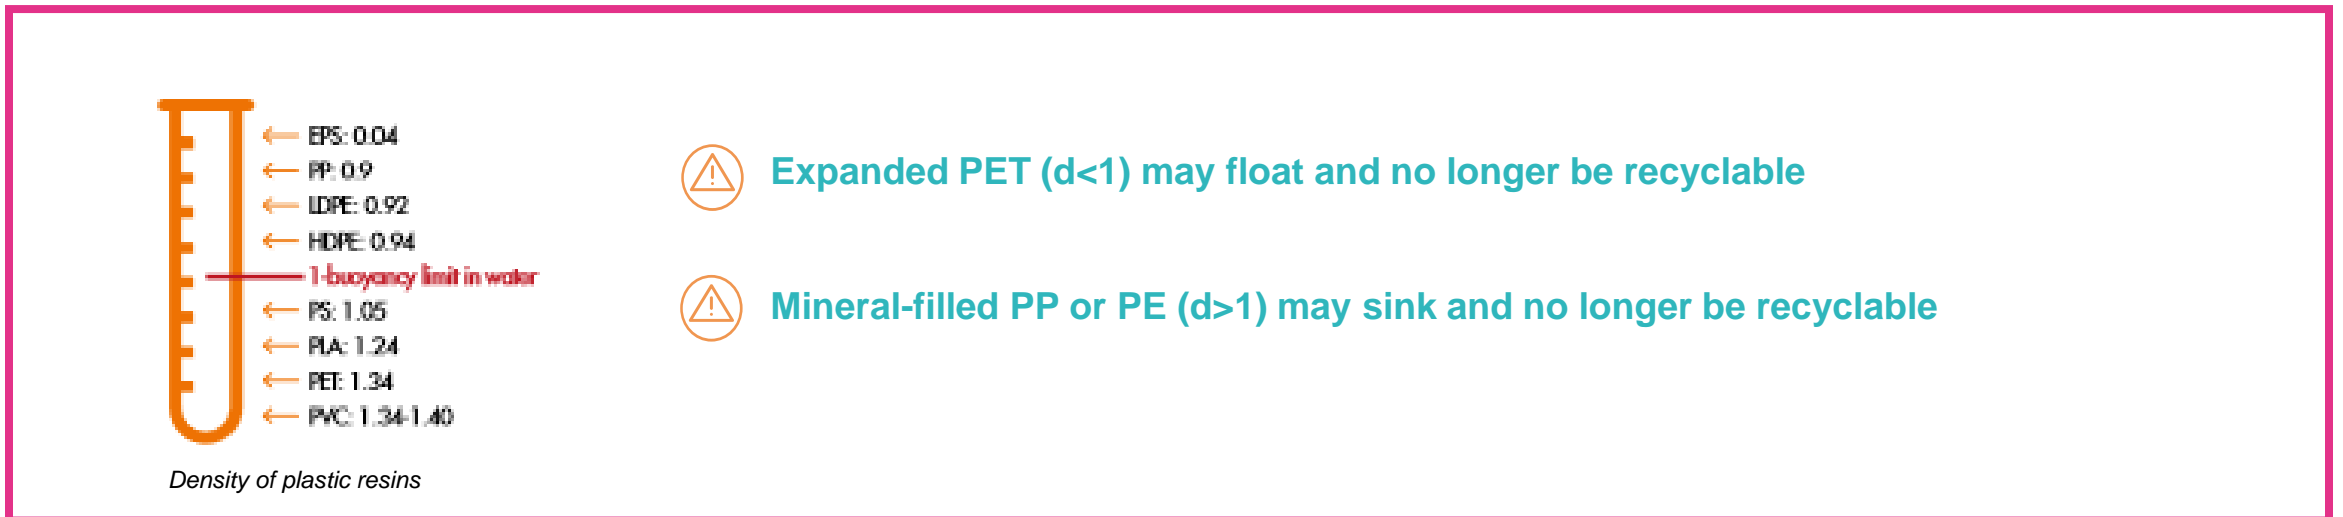 EPS: 0.04
PP: 0.9
LDPE: 0.92
HDPE: 0.94
1-buoyancy limit in water
PS: 1.05
PLA: 1.24
PET: 1.34
PVC: 1.34-1.40
Density of plastic resins
Expanded PET (d<1) may float and no longer be recyclable
Mineral-filled PP or PE (d>1) may sink and no longer be recyclable